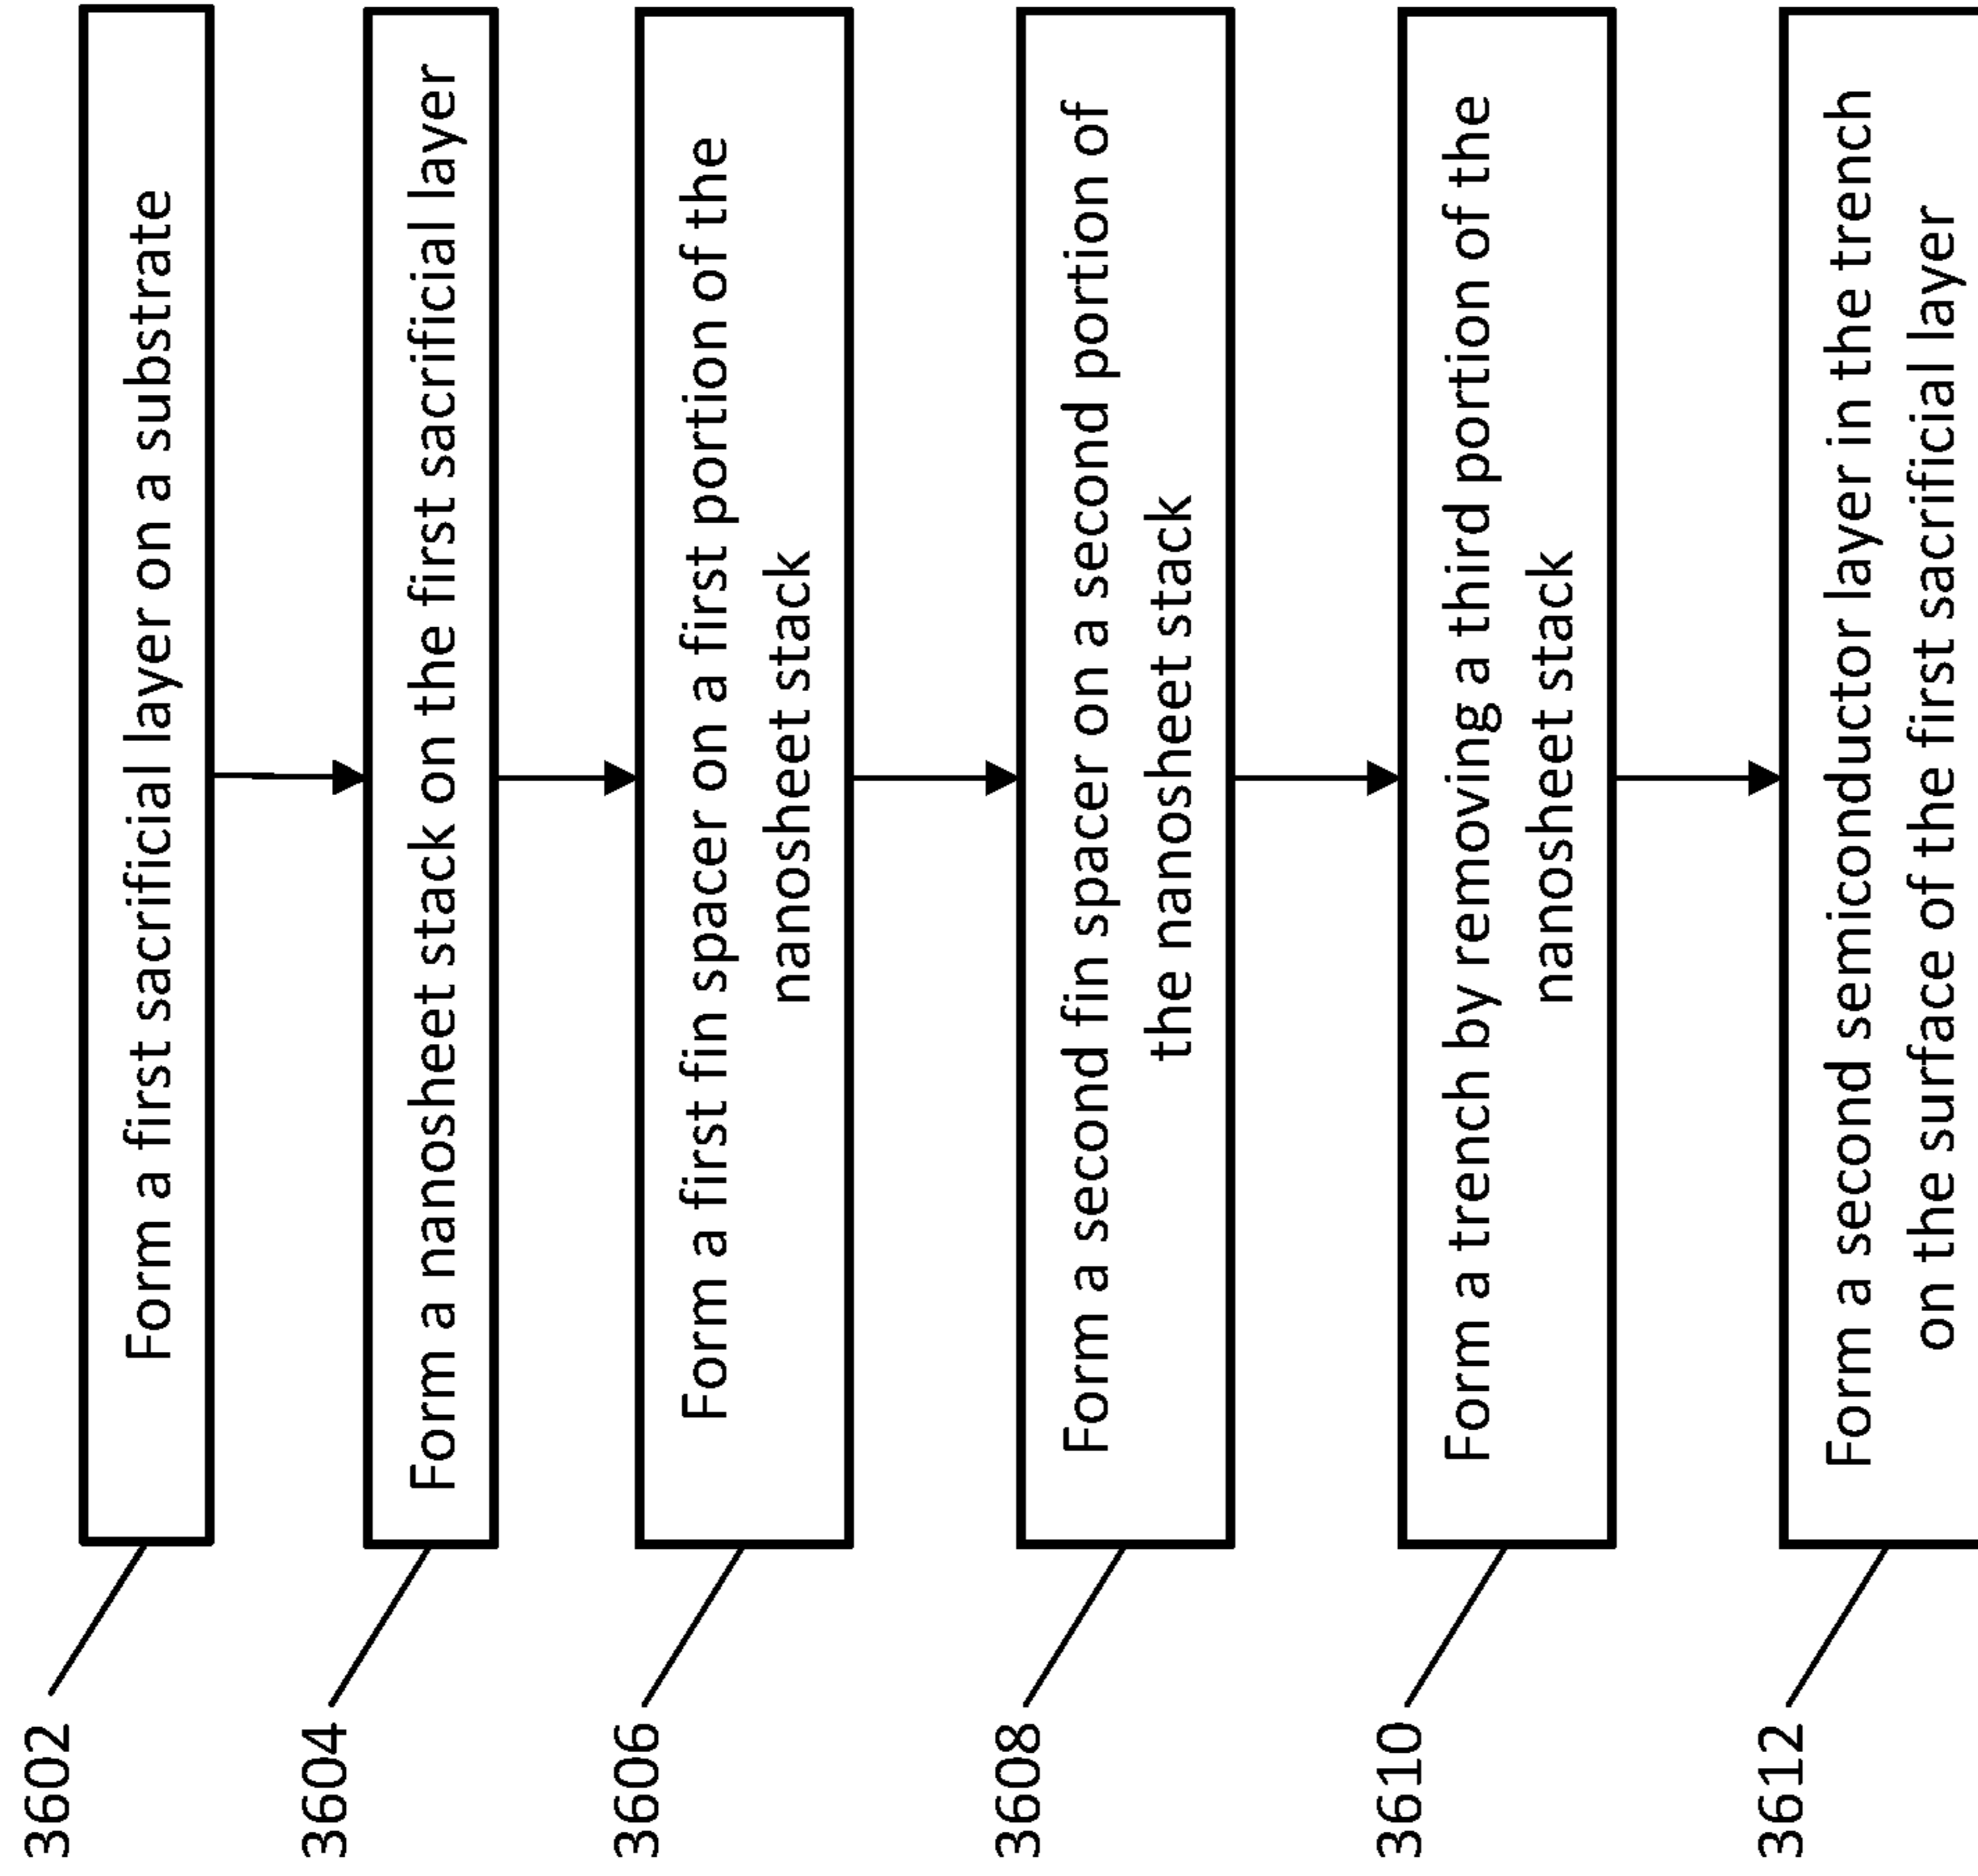 3602
Form a first sacrificial layer on a substrate
3604
Form a nanosheet stack on the first sacrificial layer
3606
Form a first fin spacer on a first portion of the
nanosheet stack
3608
Form a second fin spacer on a second portion of
the nanosheet stack
3610
Form a trench by removing a third portion of the
nanosheet stack
3612
Form a second semiconductor layer in the trench
on the surface of the first sacrificial layer